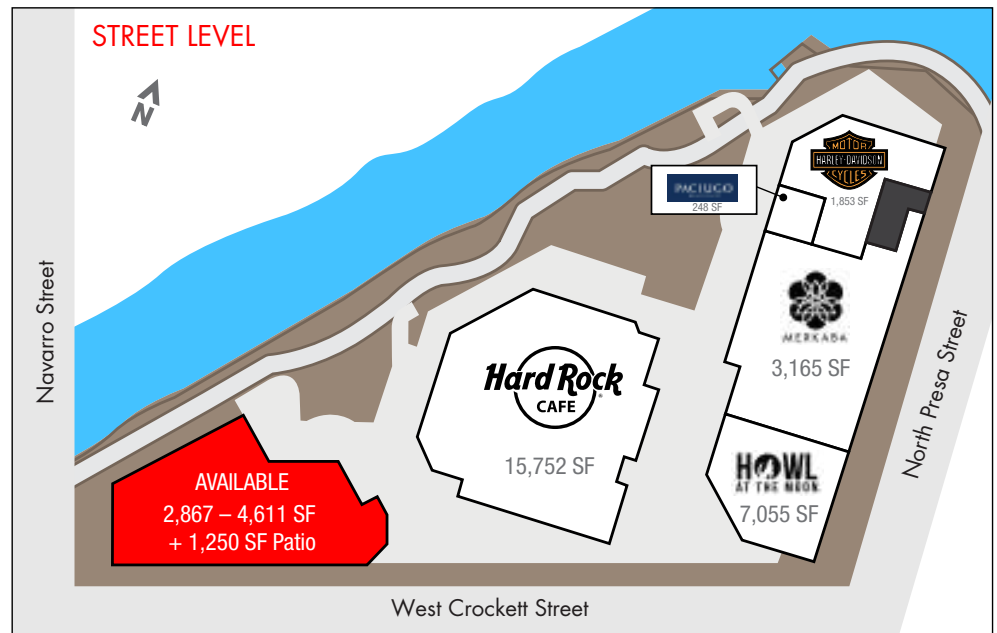 STREET LEVEL
N
Navarro Street
MOTOR
HARLEY-DAVIDSON
CYCLES
1,853 SF
PACIUGO
248 SF
MERKABA
3,165 SF
North Presa Street
Hard Rock
CAFE
15,752 SF
HOWL
AT THE MOON
7,055 SF
AVAILABLE
2,867 – 4,611 SF
+ 1,250 SF Patio
West Crockett Street